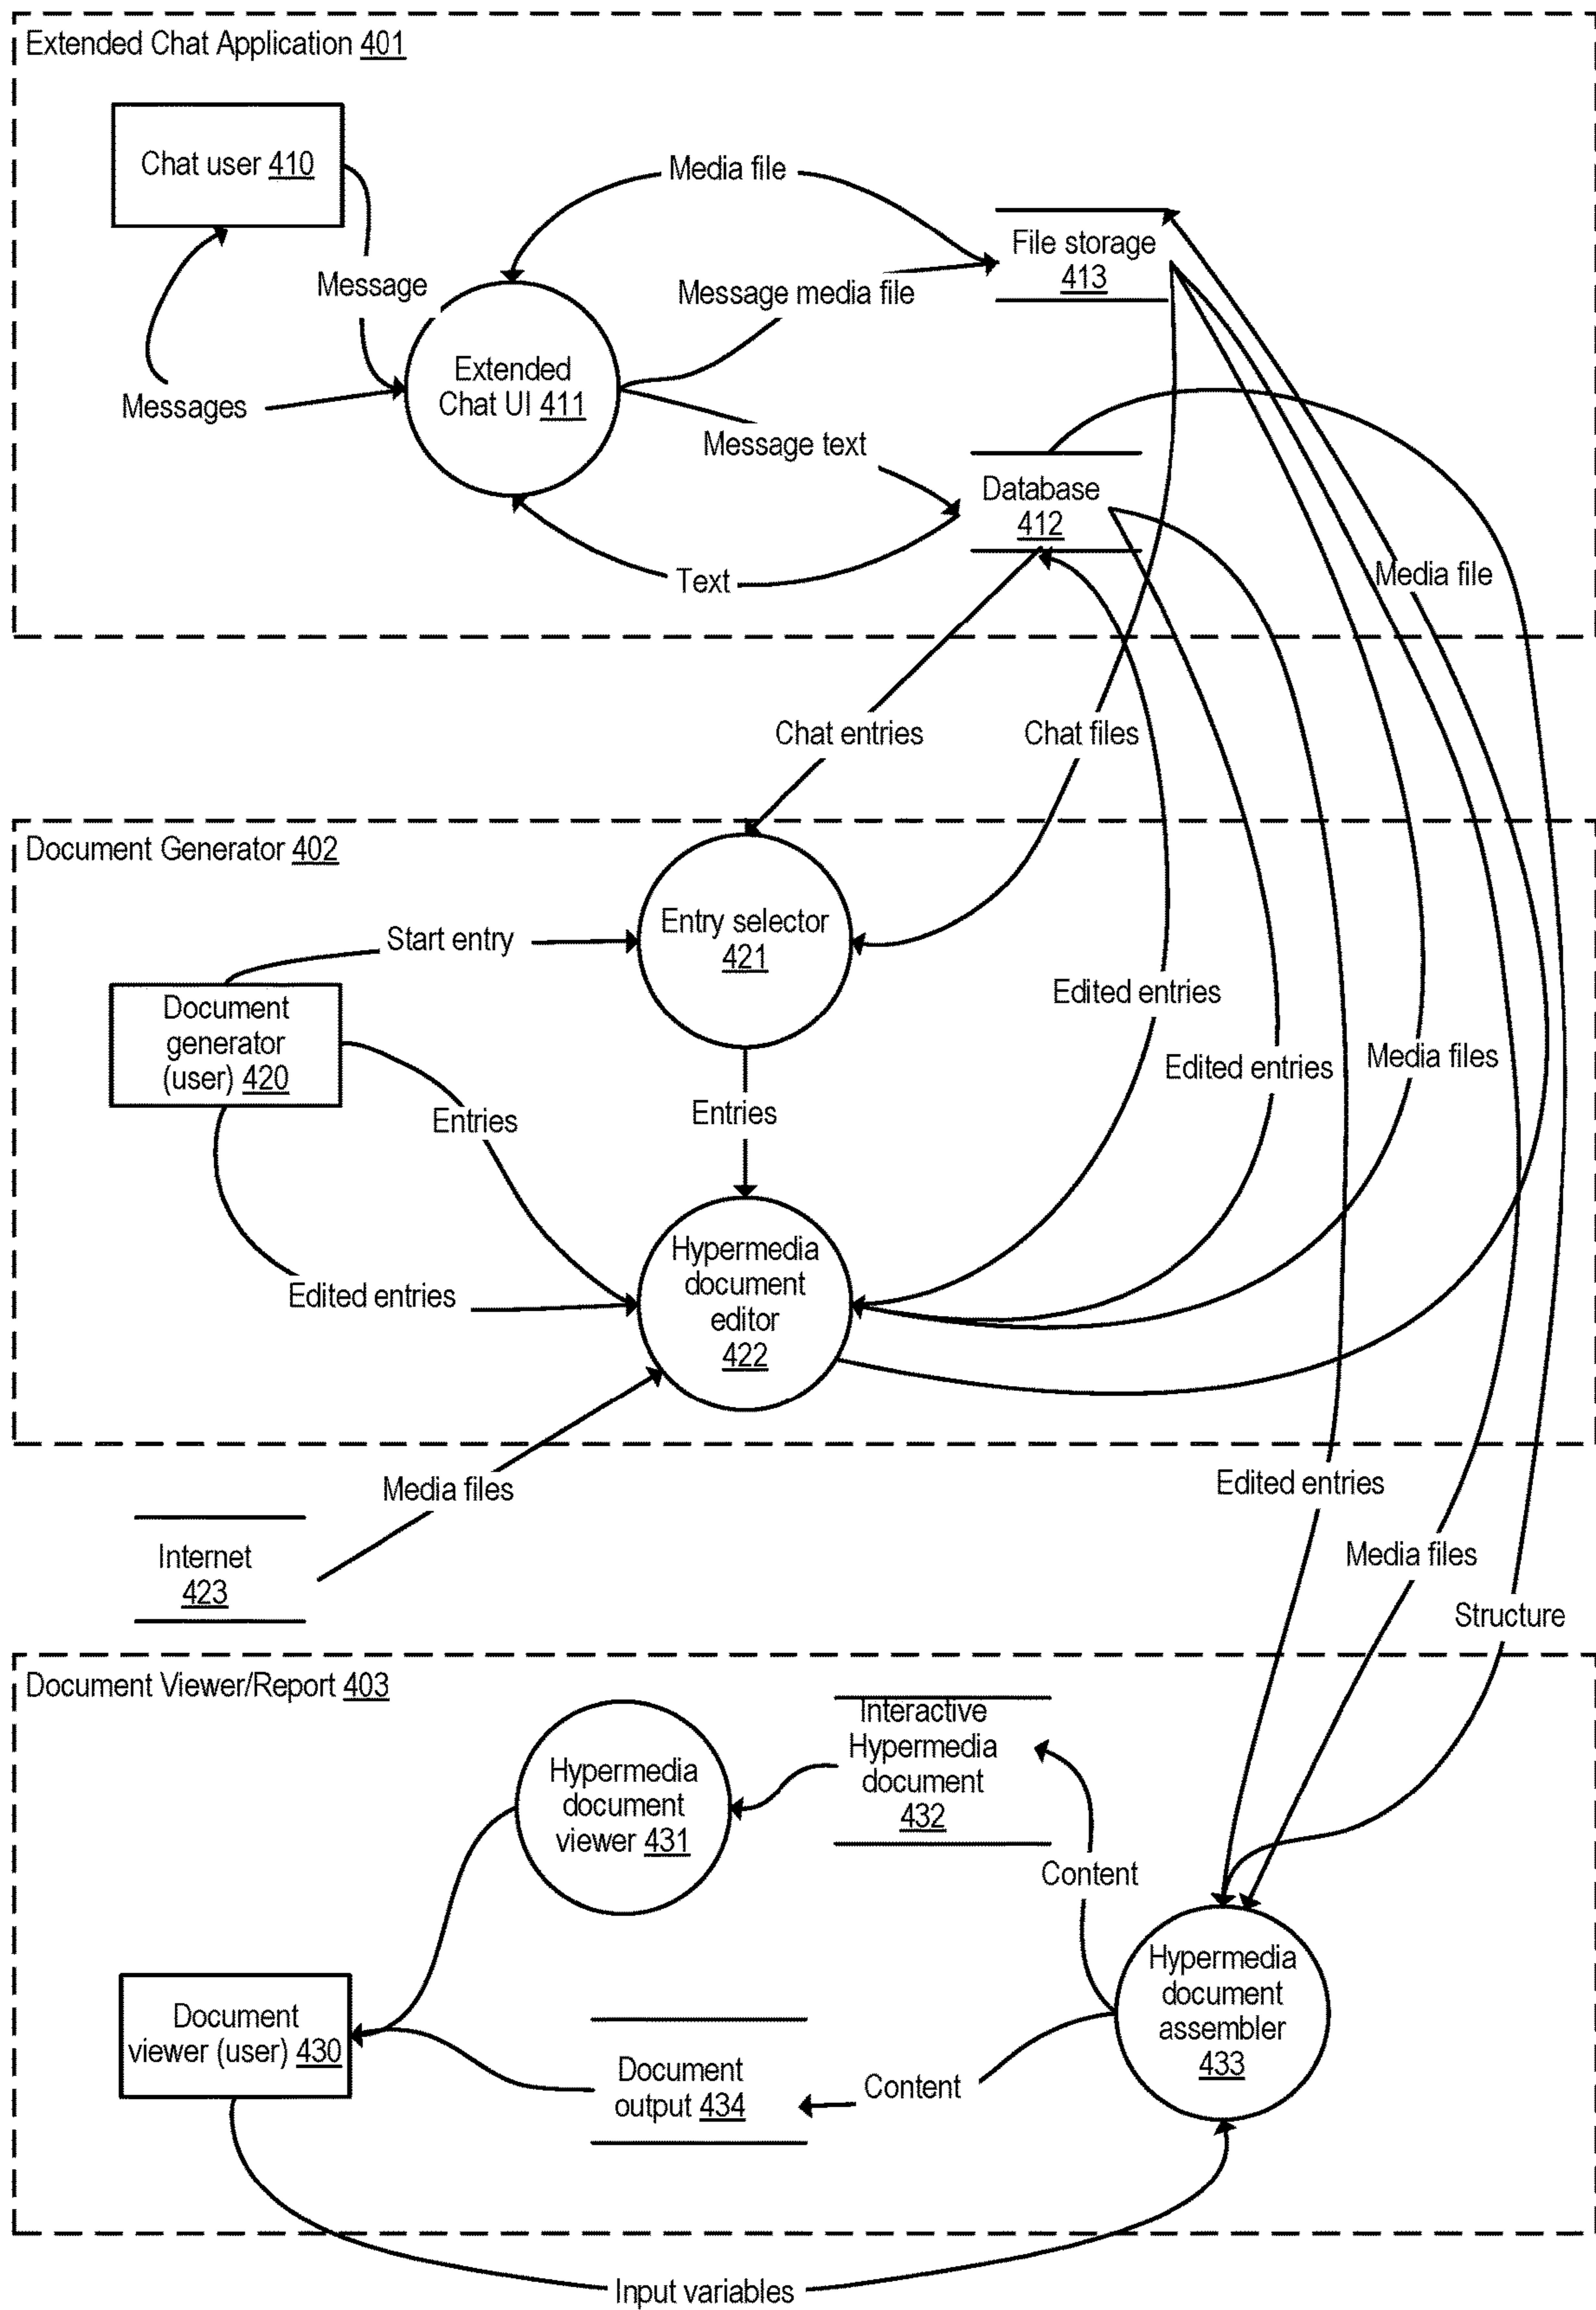 Extended Chat Application 401
Chat user 410
Media file
File storage
413
Message
Message media file
Extended
Chat UI 411
Messages
Message text
Database
412
Text
Media file
Chat entries
Chat files
Document Generator 402
Entry selector
421
Start entry
Document
generator
(user) 420
Edited entries
Edited entries
Media files
Entries
Entries
Hypermedia
document
editor
422
Edited entries
Media files
Edited entries
Internet
423
Media files
Structure
Document Viewer/Report 403
Interactive
Hypermedia
document
432
Hypermedia
document
viewer 431
Content
Hypermedia
document
assembler
433
Document
viewer (user) 430
Document
output 434
Content
Input variables